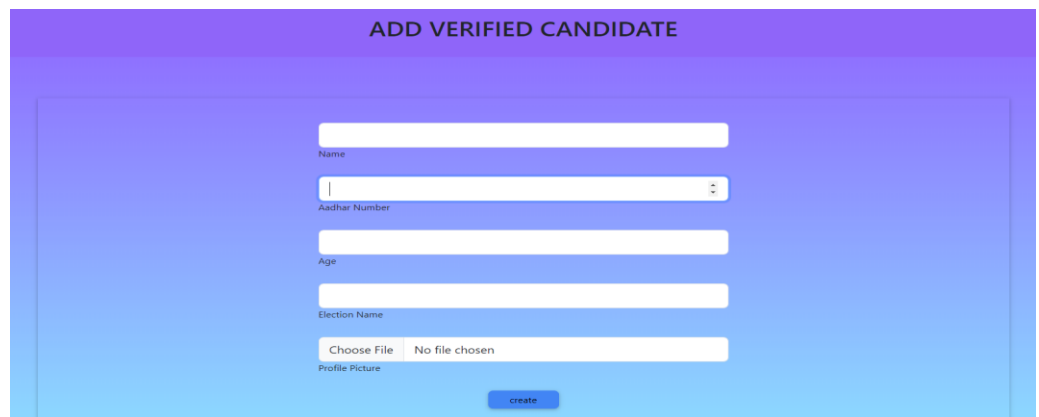 ADD VERIFIED CANDIDATE
Name
Aadhar Number
Age
Election Name
Choose File No file chosen
Profile Picture
create